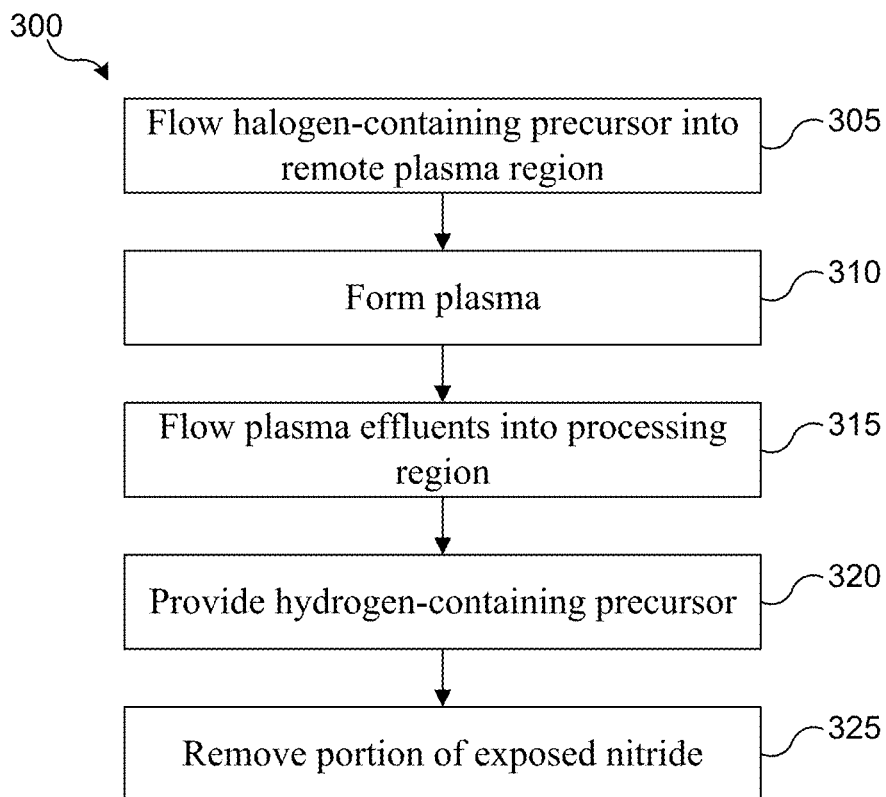 300
Flow halogen-containing precursor into
remote plasma region
305
Form plasma
310
Flow plasma effluents into processing
region
315
Provide hydrogen-containing precursor
320
Remove portion of exposed nitride
325